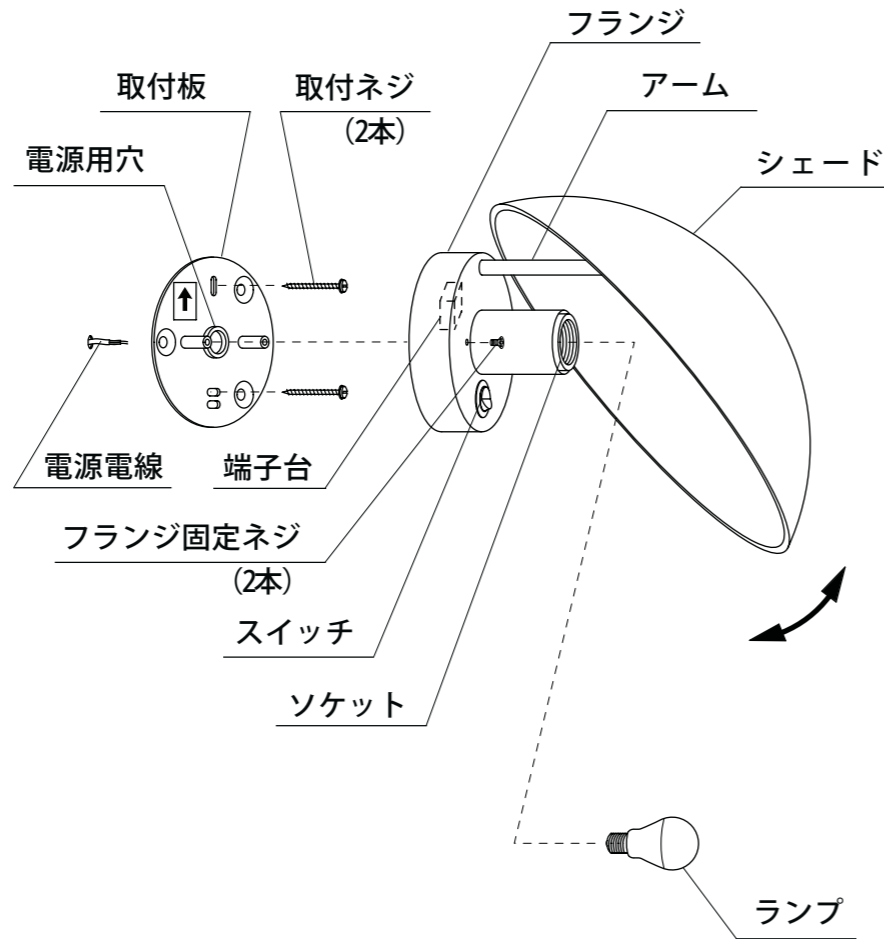 フランジ
取付板
取付ネジ
(2本)
アーム
電源用穴
シェード
電源電線
端子台
フランジ固定ネジ
(2本)
スイッチ
ソケット
ランプ